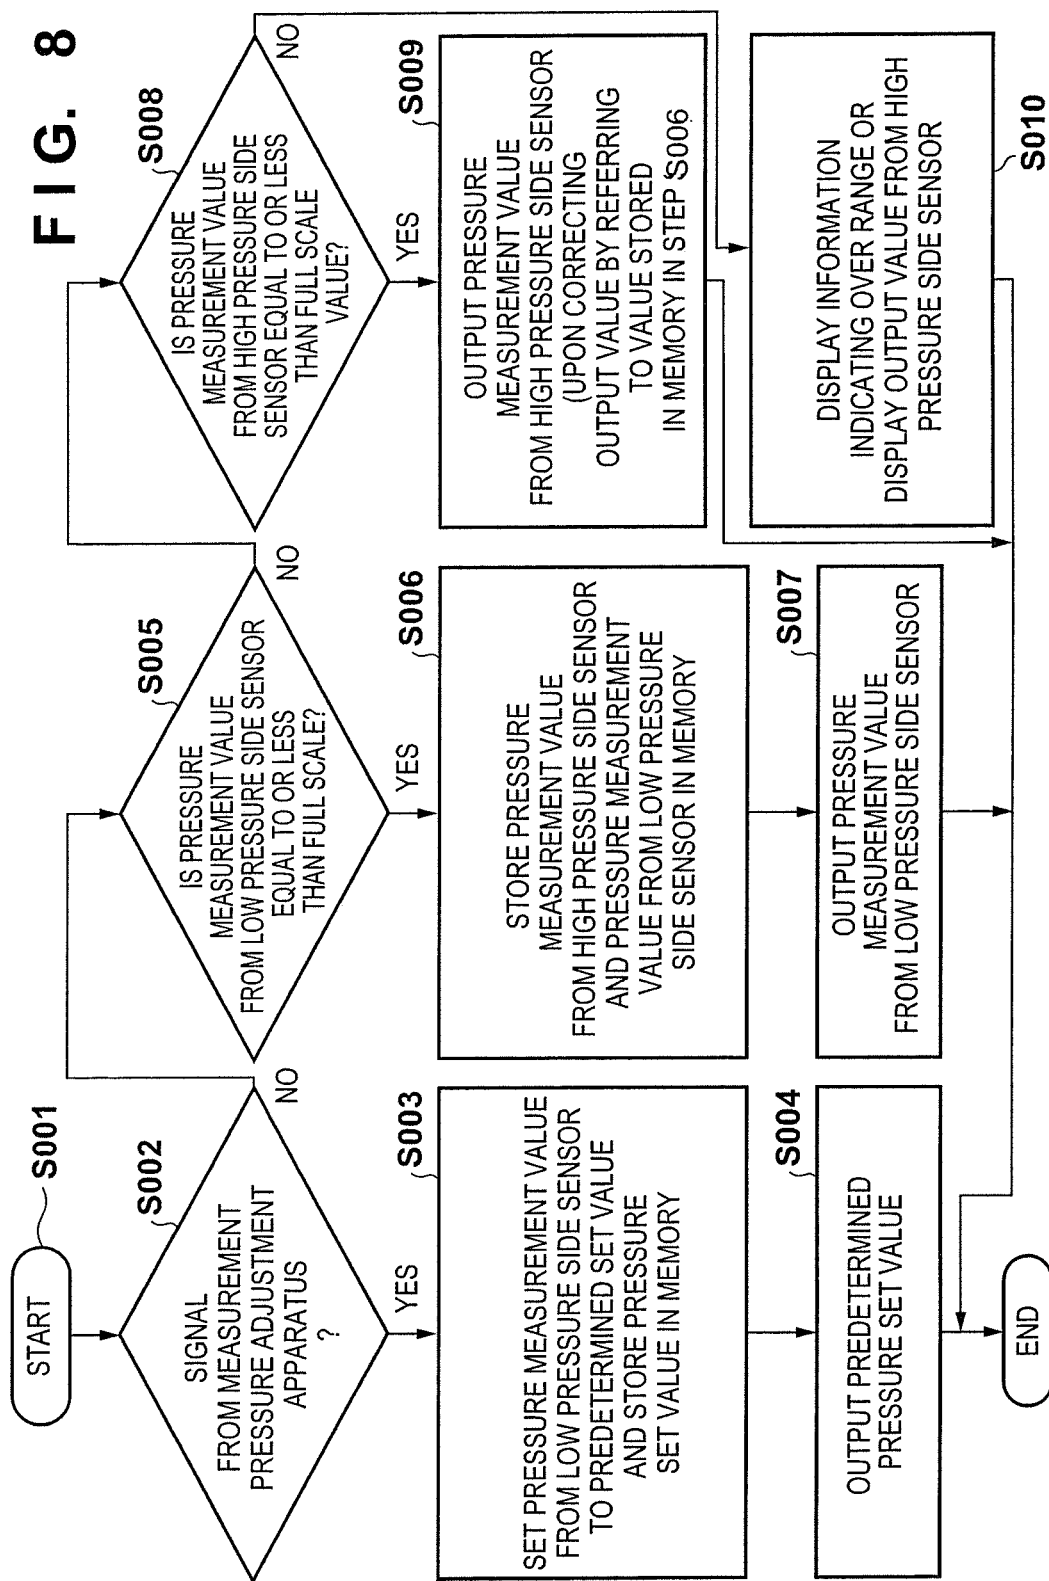 FIG. 8
START
S001
SIGNAL
FROM MEASUREMENT
PRESSURE ADJUSTMENT
APPARATUS
?
S002
NO
YES
SET PRESSURE MEASUREMENT VALUE
FROM LOW PRESSURE SIDE SENSOR
TO PREDETERMINED SET VALUE
AND STORE PRESSURE
SET VALUE IN MEMORY
S003
OUTPUT PREDETERMINED
PRESSURE SET VALUE
S004
END
IS PRESSURE
MEASUREMENT VALUE
FROM LOW PRESSURE SIDE SENSOR
EQUAL TO OR LESS
THAN FULL SCALE?
S005
NO
YES
STORE PRESSURE
MEASUREMENT VALUE
FROM HIGH PRESSURE SIDE SENSOR
AND PRESSURE MEASUREMENT
VALUE FROM LOW PRESSURE
SIDE SENSOR IN MEMORY
S006
OUTPUT PRESSURE
MEASUREMENT VALUE
FROM LOW PRESSURE SIDE SENSOR
S007
IS PRESSURE
MEASUREMENT VALUE
FROM HIGH PRESSURE SIDE
SENSOR EQUAL TO OR LESS
THAN FULL SCALE
VALUE?
S008
NO
YES
OUTPUT PRESSURE
MEASUREMENT VALUE
FROM HIGH PRESSURE SIDE SENSOR
(UPON CORRECTING
OUTPUT VALUE BY REFERRING
TO VALUE STORED
IN MEMORY IN STEP S006
S009
DISPLAY INFORMATION
INDICATING OVER RANGE OR
DISPLAY OUTPUT VALUE FROM HIGH
PRESSURE SIDE SENSOR
S010